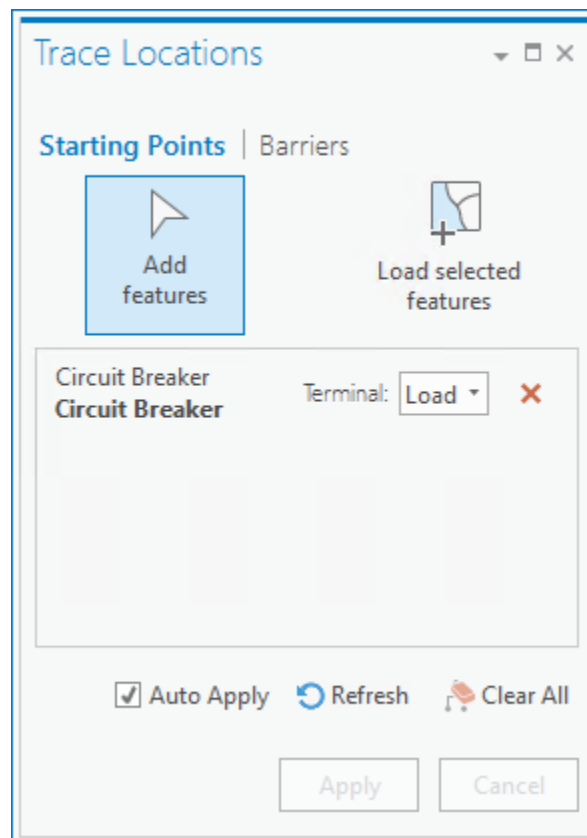 Trace Locations
Starting Points | Barriers
Add
features
Load selected
features
Circuit Breaker
Circuit Breaker
Terminal: Load
Auto Apply Refresh Clear All
Apply Cancel